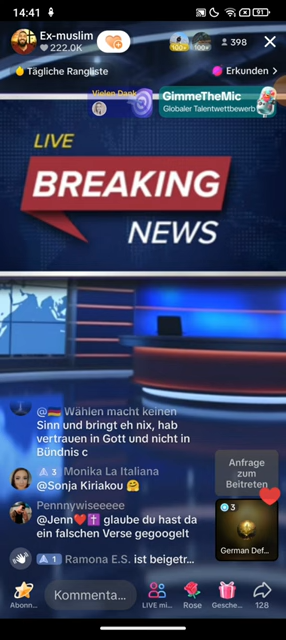 14:41
91
Ex-muslim
222.0K
100+
100+
398
Tägliche Rangliste
Erkunden >
Vielen Dank
GimmeTheMic
Globaler Talentwettbewerb
LIVE
BREAKING
NEWS
@🇩🇪 Wählen macht keinen
Sinn und bringt eh nix, hab
vertrauen in Gott und nicht in
Bündnis c
3 Monika La Italiana
@Sonja Kiriakou 🤗
Pennnywiseeeee
@Jenn❤️✝️ glaube du hast da
ein falschen Verse gegoogelt
1 Ramona E.S. ist beigetr...
Anfrage
zum
Beitreten
3
German Def...
Kommenta...
Abonn...
LIVE mi...
Rose
Gesche...
128